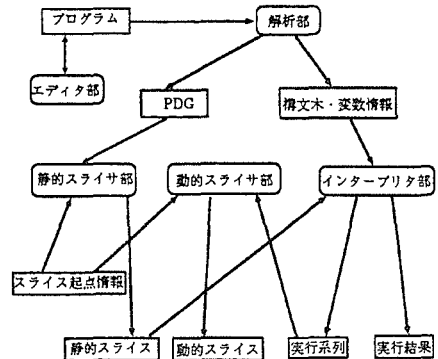 プログラム
解析部
エディタ部
PDG
構文木・変数情報
静的スライサ部
動的スライサ部
インタープリタ部
スライス起点情報
静的スライス
動的スライス
実行系列
実行結果